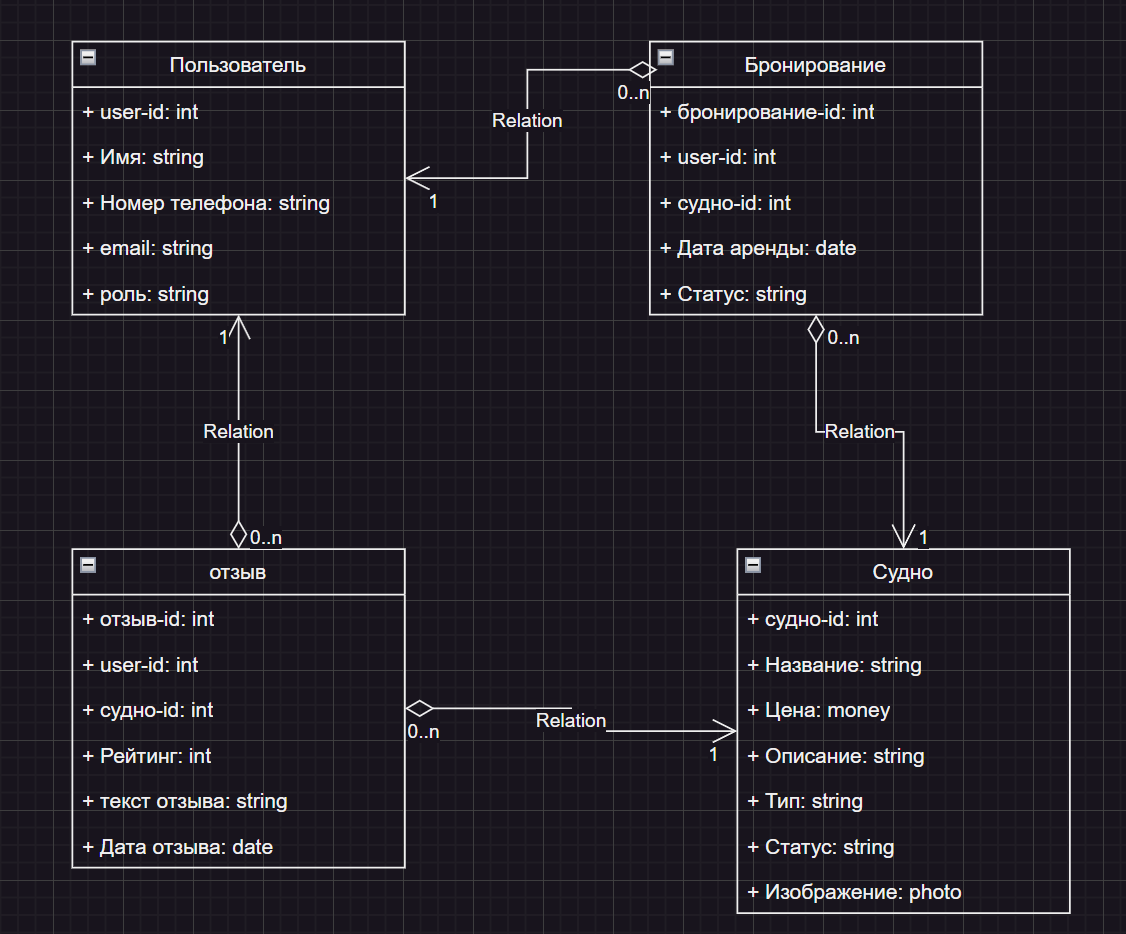 Пользователь
+ user-id: int
+ Имя: string
+ Номер телефона: string
+ email: string
+ роль: string
Бронирование
+ бронирование-id: int
+ user-id: int
+ судно-id: int
+ Дата аренды: date
+ Статус: string
0..n
Relation
1
1
Relation
0..n
0..n
Relation
1
отзыв
+ отзыв-id: int
+ user-id: int
+ судно-id: int
+ Рейтинг: int
+ текст отзыва: string
+ Дата отзыва: date
0..n
Relation
1
Судно
+ судно-id: int
+ Название: string
+ Цена: money
+ Описание: string
+ Тип: string
+ Статус: string
+ Изображение: photo